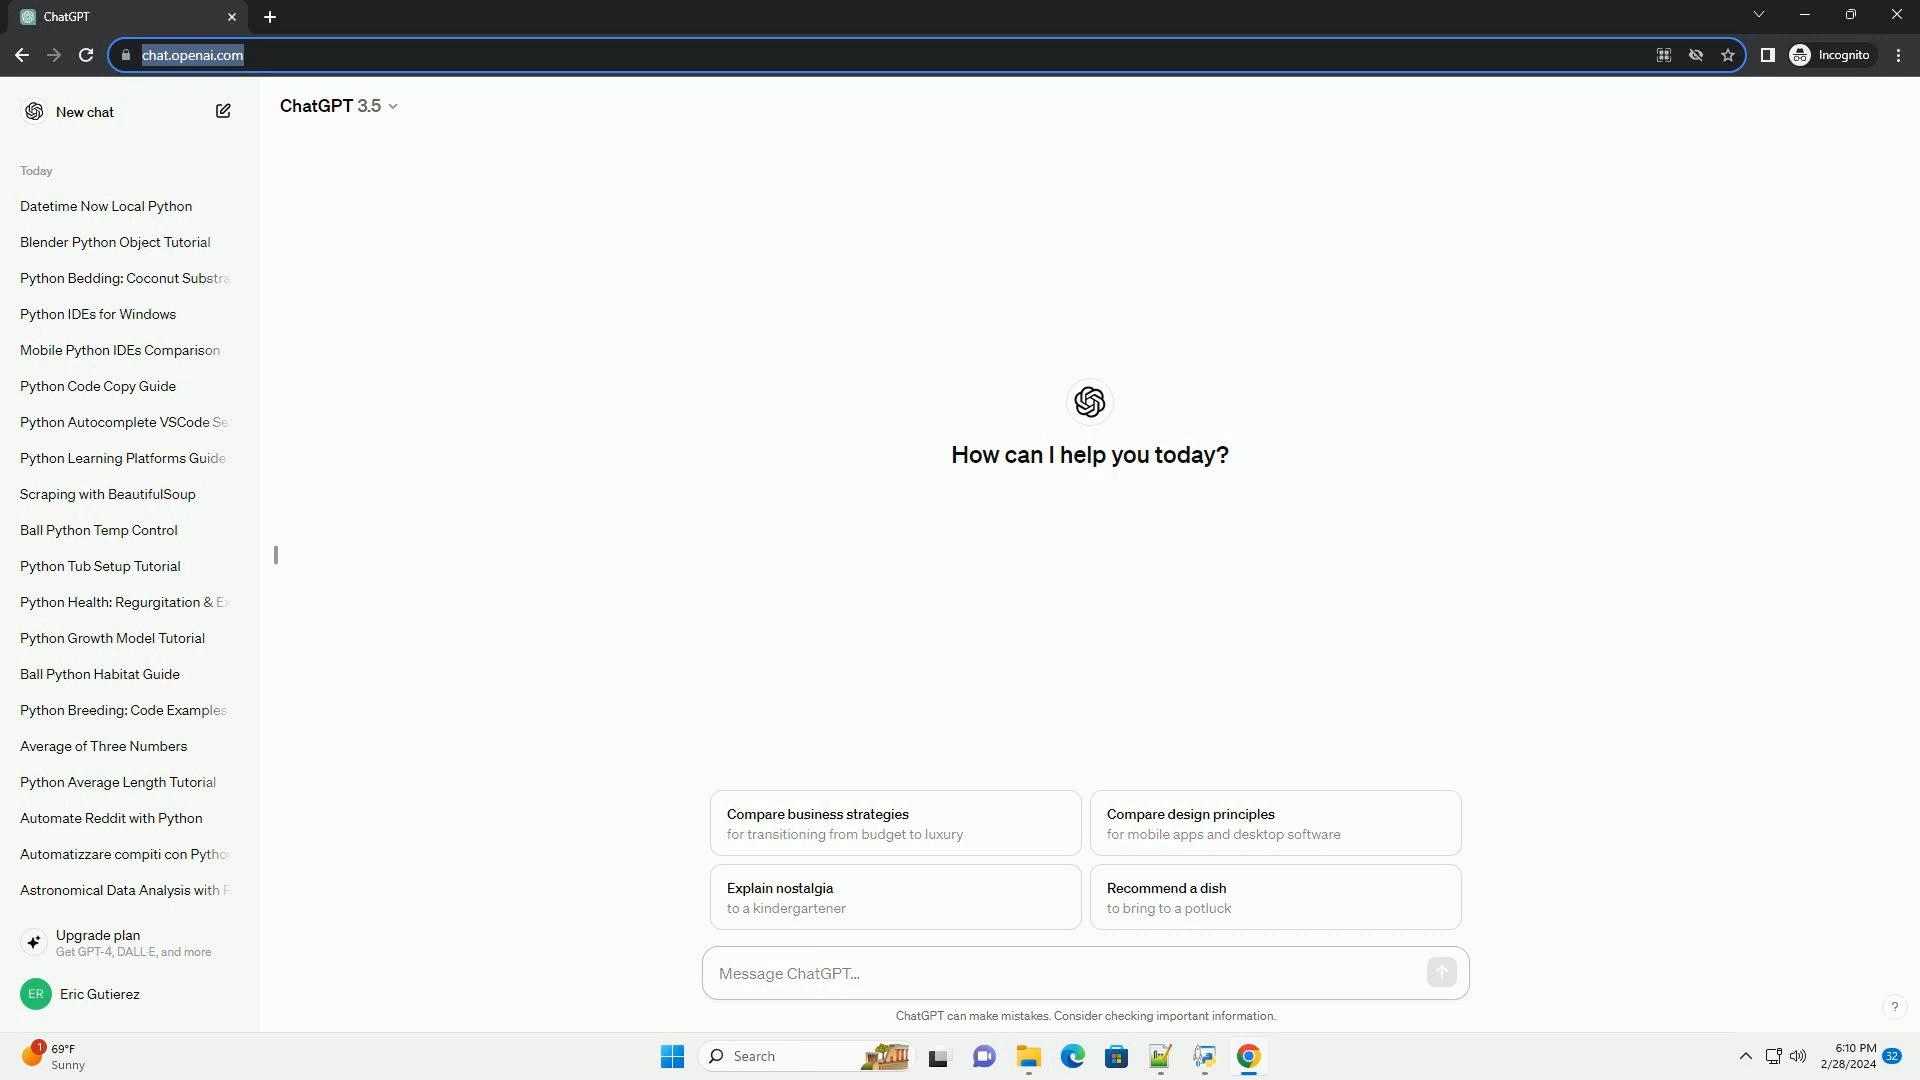 ChatGPT
chat.openai.com
Incognito
New chat
ChatGPT 3.5
Today
Datetime Now Local Python
Blender Python Object Tutorial
Python Bedding: Coconut Substra
Python IDEs for Windows
Mobile Python IDEs Comparison
Python Code Copy Guide
Python Autocomplete VSCode Se
Python Learning Platforms Guide
Scraping with BeautifulSoup
Ball Python Temp Control
Python Tub Setup Tutorial
Python Health: Regurgitation & Ex
Python Growth Model Tutorial
Ball Python Habitat Guide
Python Breeding: Code Examples
Average of Three Numbers
Python Average Length Tutorial
Automate Reddit with Python
Automatizzare compiti con Pytho
Astronomical Data Analysis with P
Upgrade plan
Get GPT-4, DALL·E, and more
ER
Eric Gutierez
How can I help you today?
Compare business strategies
for transitioning from budget to luxury
Compare design principles
for mobile apps and desktop software
Explain nostalgia
to a kindergartener
Recommend a dish
to bring to a potluck
Message ChatGPT...
ChatGPT can make mistakes. Consider checking important information.
?
1
69°F
Sunny
Search
6:10 PM
2/28/2024
32